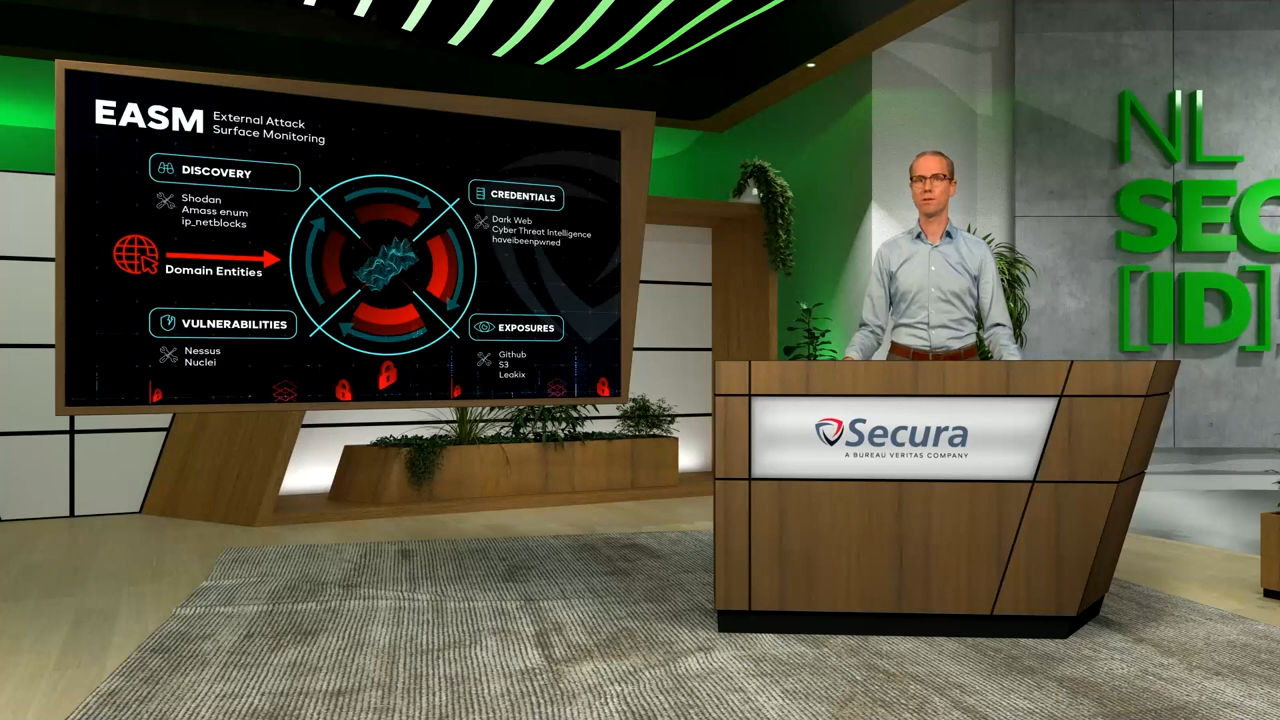 EASM
External Attack
Surface Monitoring
DISCOVERY
Shodan
Amass enum
ip_netblocks
CREDENTIALS
Dark Web
Cyber Threat Intelligence
haveibeenpwned
Domain Entities
VULNERABILITIES
Nessus
Nuclei
EXPOSURES
Github
S3
Leakix
NL
SEC
[ID]
Secura
A BUREAU VERITAS COMPANY